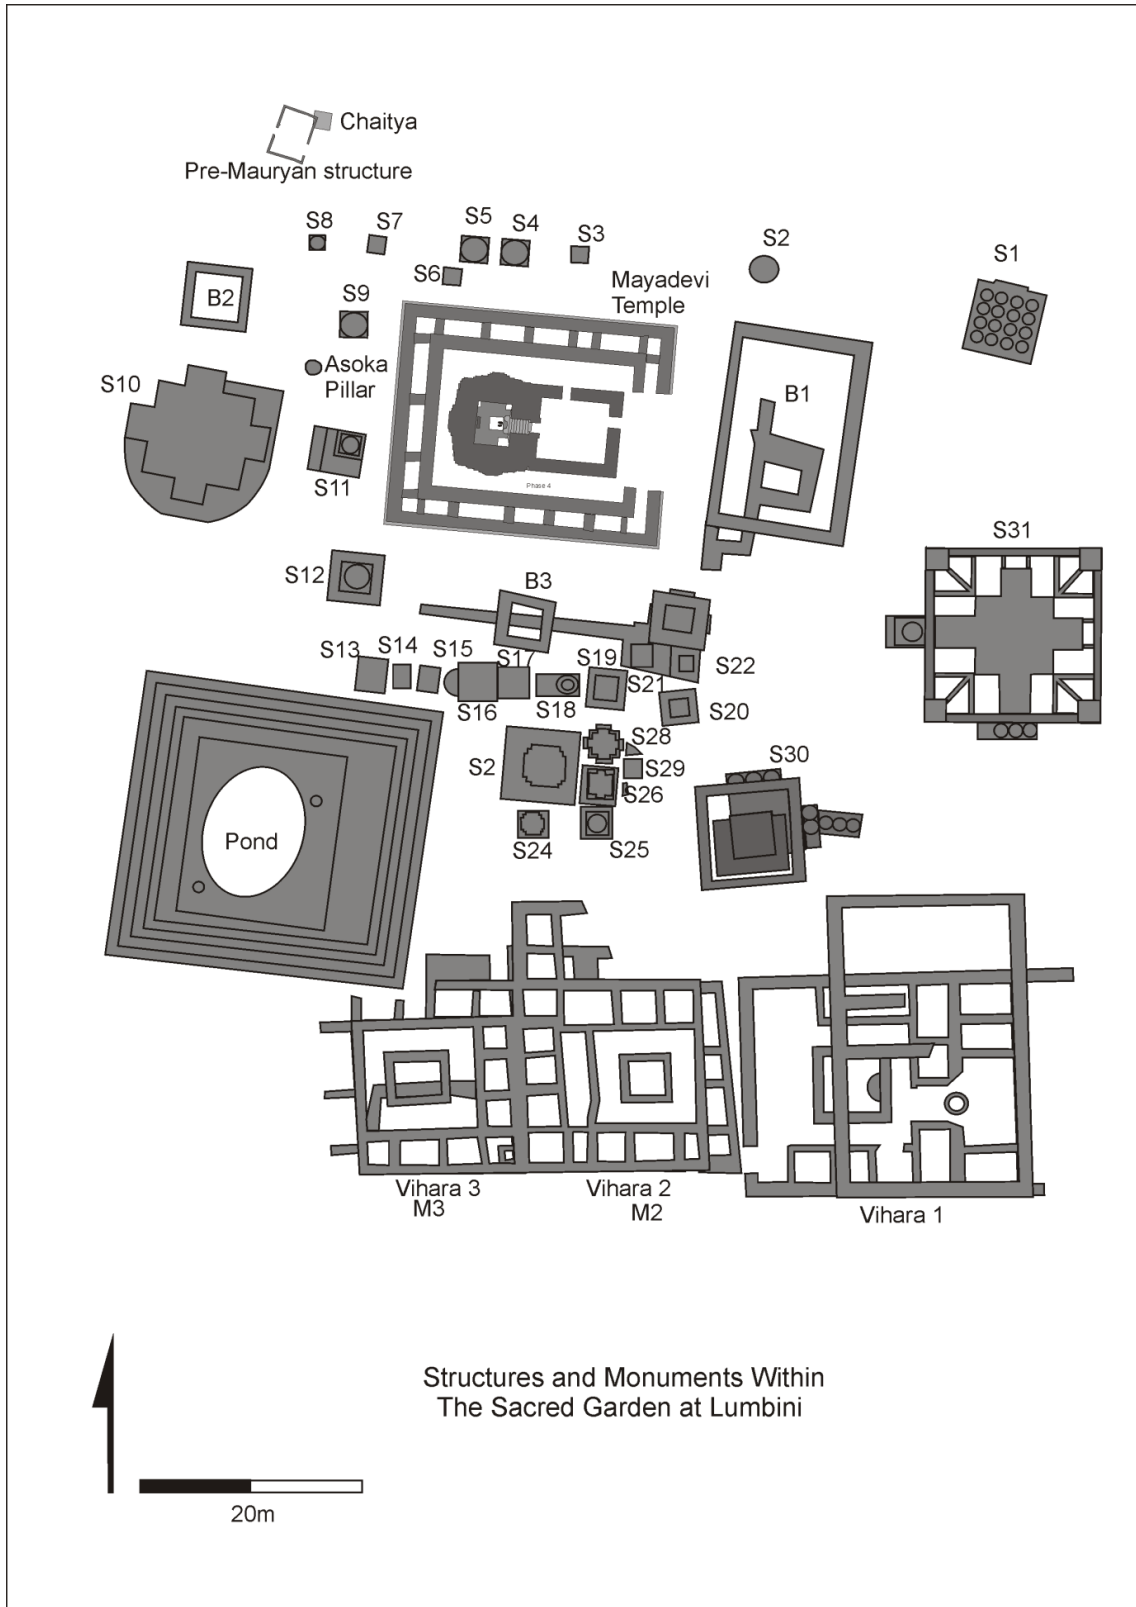 Chaitya
Pre-Mauryan structure
S8
S7
S5
S4
S3
S2
S1
S6
Mayadevi
Temple
B2
S9
Asoka
Pillar
S10
B1
S11
Phase 4
S31
S12
B3
S13
S14
S15
S17
S19
S21
S22
S16
S18
S20
S28
S2
S29
S30
S26
S24
S25
Pond
Vihara 3
M3
Vihara 2
M2
Vihara 1
Structures and Monuments Within
The Sacred Garden at Lumbini
20m